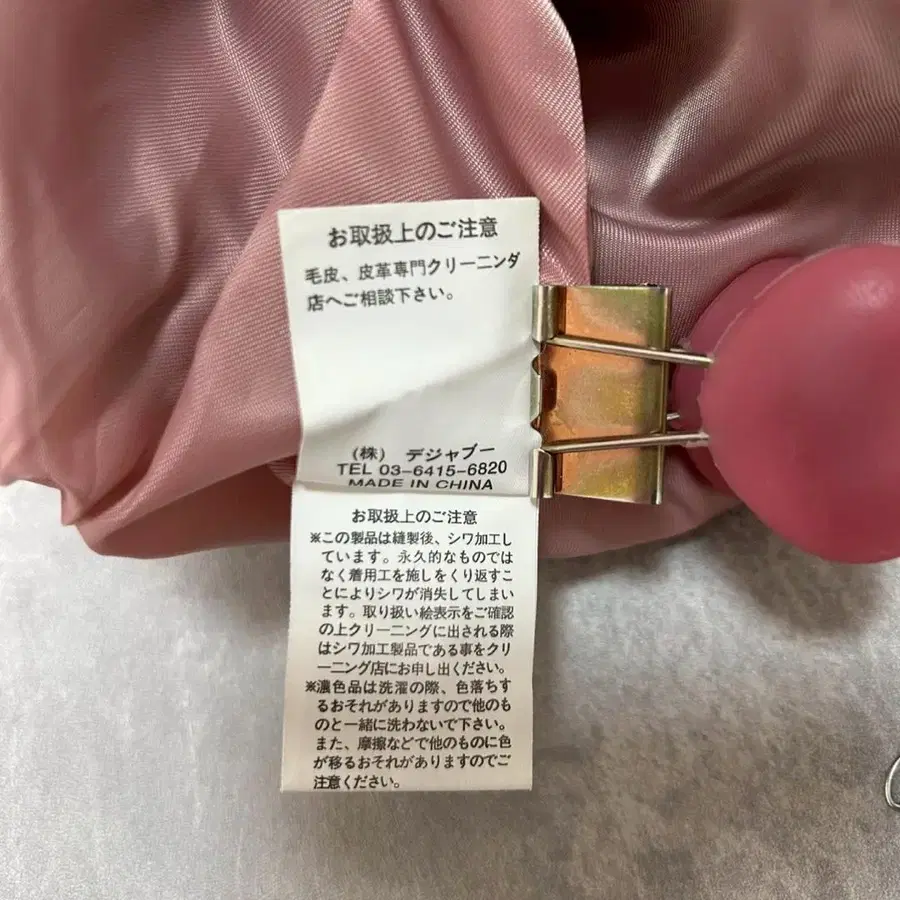 お取扱上のご注意
毛皮、皮革専門クリーニンダ
店へご相談下さい。
(株) デジャブー
TEL 03-6415-6820
MADE IN CHINA
お取扱上のご注意
※この製品は縫製後、シワ加工し
ています。永久的なものでは
なく着用工を施しをくり返すこ
とによりシワが消失してしまい
ます。取り扱い絵表示をご確認
の上クリーニングに出される際
はシワ加工製品である事をクリ
ーニング店にお申し出ください。
※濃色品は洗濯の際、色落ちす
るおそれがありますので他のも
のと一緒に洗わないで下さい。
また、摩擦などで他のものに色
が移るおそれがありますのでご
注意ください。